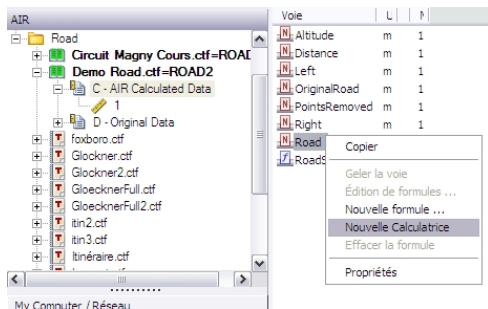 AIR
Road
Circuit Magny Cours.ctf=ROAD
Demo Road.ctf=ROAD2
C - AIR Calculated Data
1
D - Original Data
foxboro.ctf
Glockner.ctf
Glockner2.ctf
GloecknerFull.ctf
GloecknerFull2.ctf
itin2.ctf
itin3.ctf
Itinéraire.ctf
My Computer / Réseau
Voie
Altitude m 1
Distance m 1
Left m 1
OriginalRoad m 1
PointsRemoved m 1
Right m 1
Road
RoadS
Copier
Geler la voie
Édition de formules ...
Nouvelle formule ...
Nouvelle Calculatrice
Effacer la formule
Propriétés